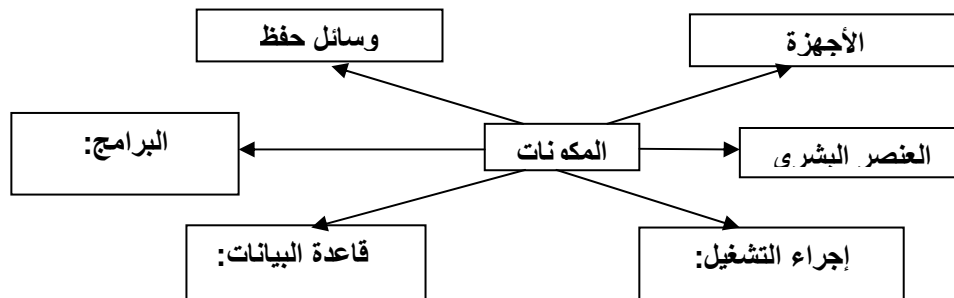 الأجهزة
وسائل حفظ
العنصر البشري
المكونات
البرامج:
إجراء التشغيل:
قاعدة البيانات: